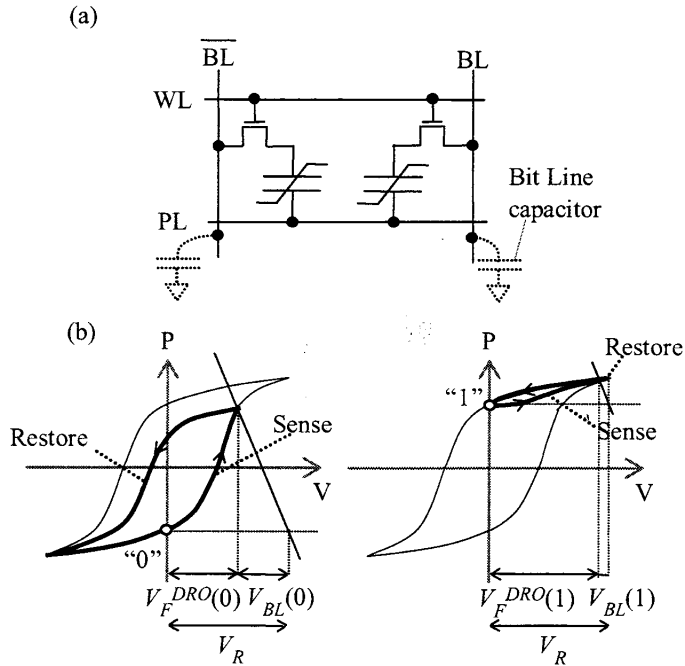 (a)
B̅L̅ BL
WL
Bit Line
capacitor
PL
(b)
P P
Restore
"1"
Restore Sense Sense
V V
"0"
V_F^DRO(0) V_BL(0) V_F^DRO(1) V_BL(1)
V_R V_R